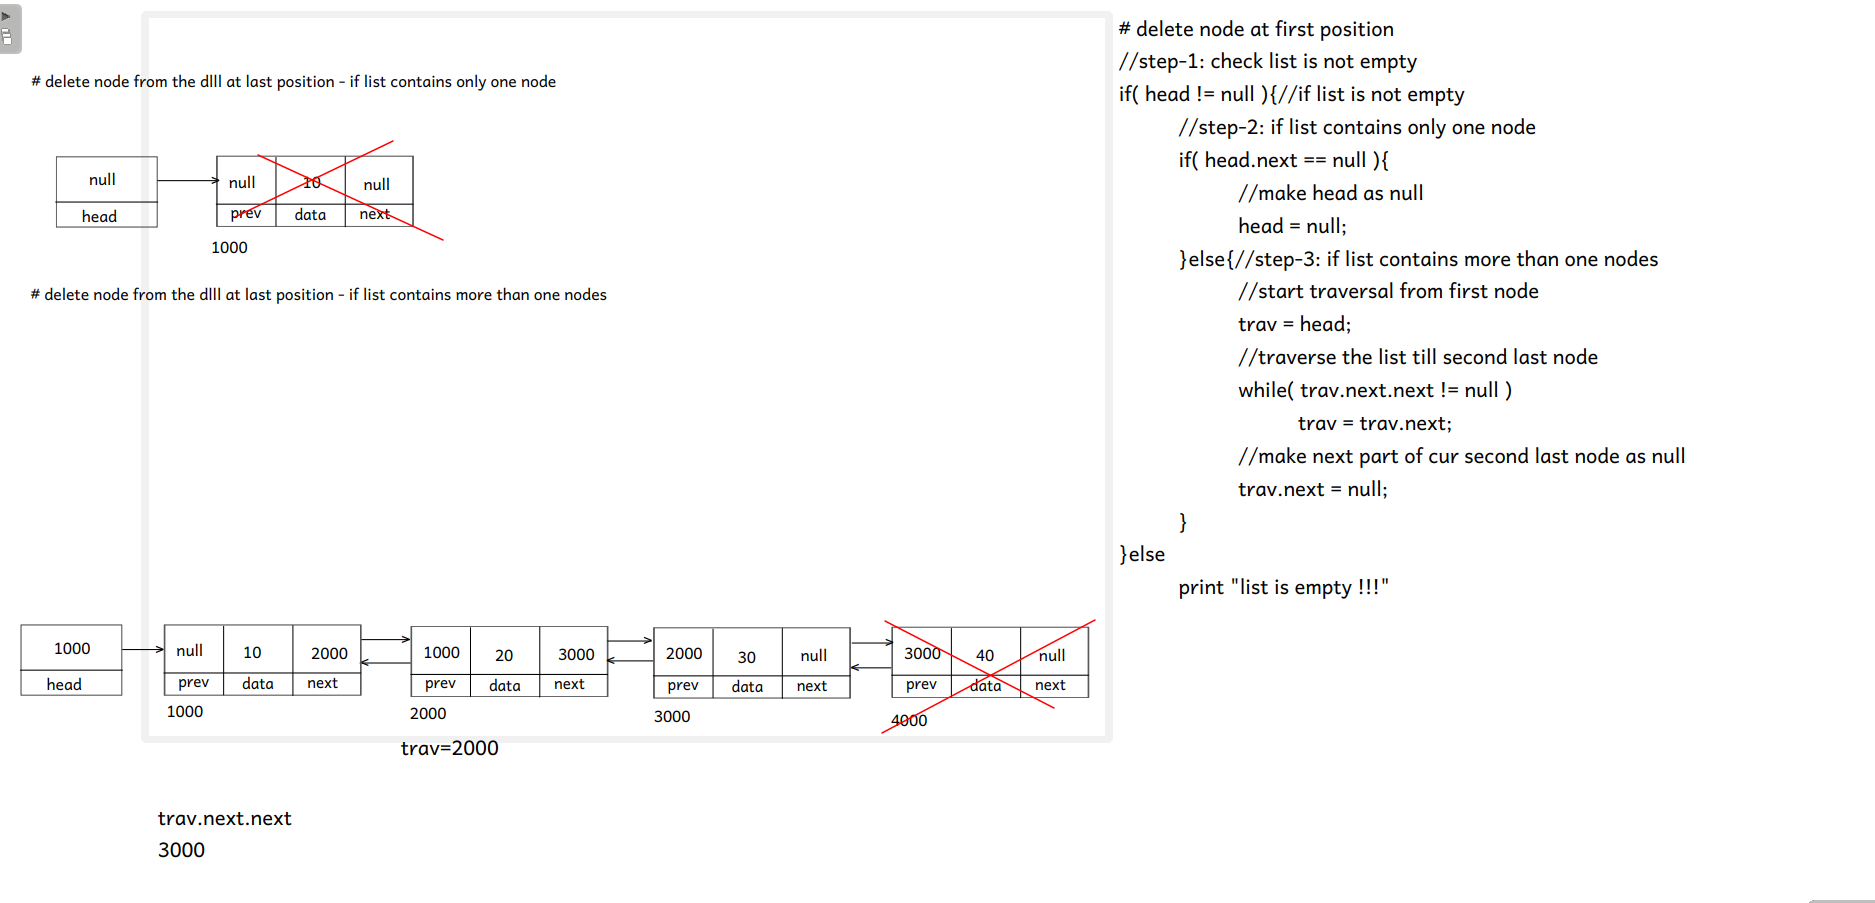 # delete node from the dlll at last position - if list contains only one node
null
head
null 10 null
prev data next
1000
# delete node from the dlll at last position - if list contains more than one nodes
1000
head
null 10 2000
prev data next
1000
1000 20 3000
prev data next
2000
2000 30 null
prev data next
3000
3000 40 null
prev data next
4000
trav=2000
trav.next.next
3000
# delete node at first position
//step-1: check list is not empty
if( head != null ){//if list is not empty
//step-2: if list contains only one node
if( head.next == null ){
//make head as null
head = null;
}else{//step-3: if list contains more than one nodes
//start traversal from first node
trav = head;
//traverse the list till second last node
while( trav.next.next != null )
trav = trav.next;
//make next part of cur second last node as null
trav.next = null;
}
}else
print "list is empty !!!"